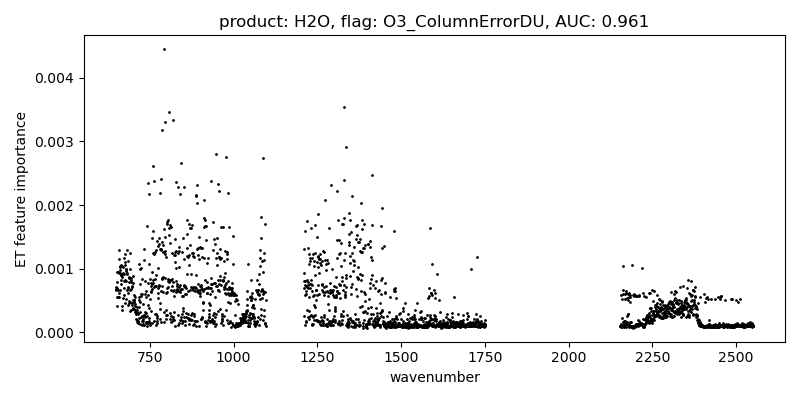 product: H2O, flag: O3_ColumnErrorDU, AUC: 0.961
ET feature importance
0.004
0.003
0.002
0.001
0.000
750 1000 1250 1500 1750 2000 2250 2500
wavenumber